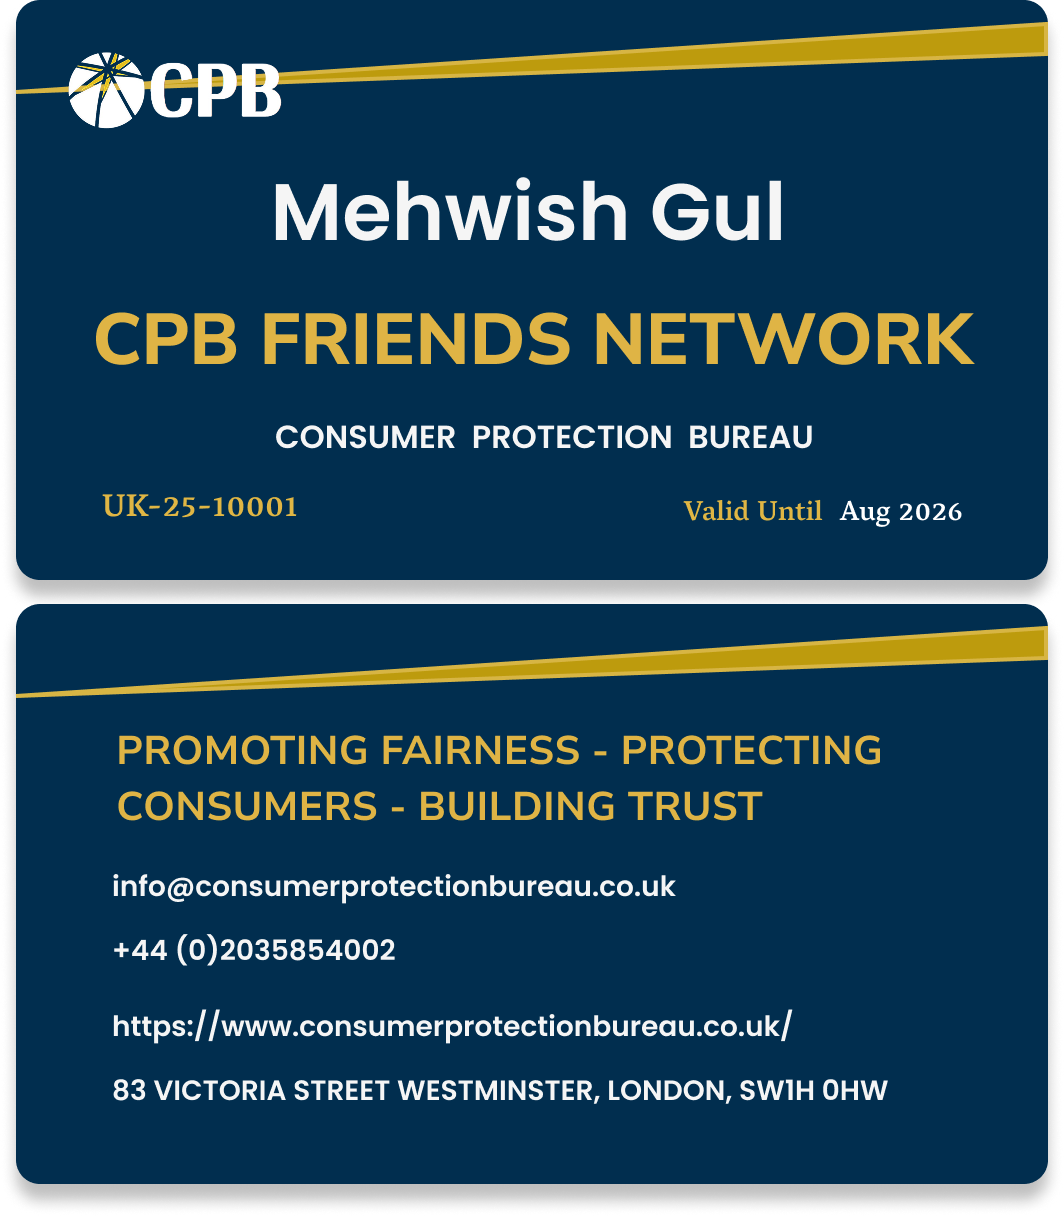 CPB
Mehwish Gul
CPB FRIENDS NETWORK
CONSUMER PROTECTION BUREAU
UK-25-10001
Valid Until Aug 2026
PROMOTING FAIRNESS - PROTECTING
CONSUMERS - BUILDING TRUST
info@consumerprotectionbureau.co.uk
+44 (0)2035854002
https://www.consumerprotectionbureau.co.uk/
83 VICTORIA STREET WESTMINSTER, LONDON, SW1H 0HW